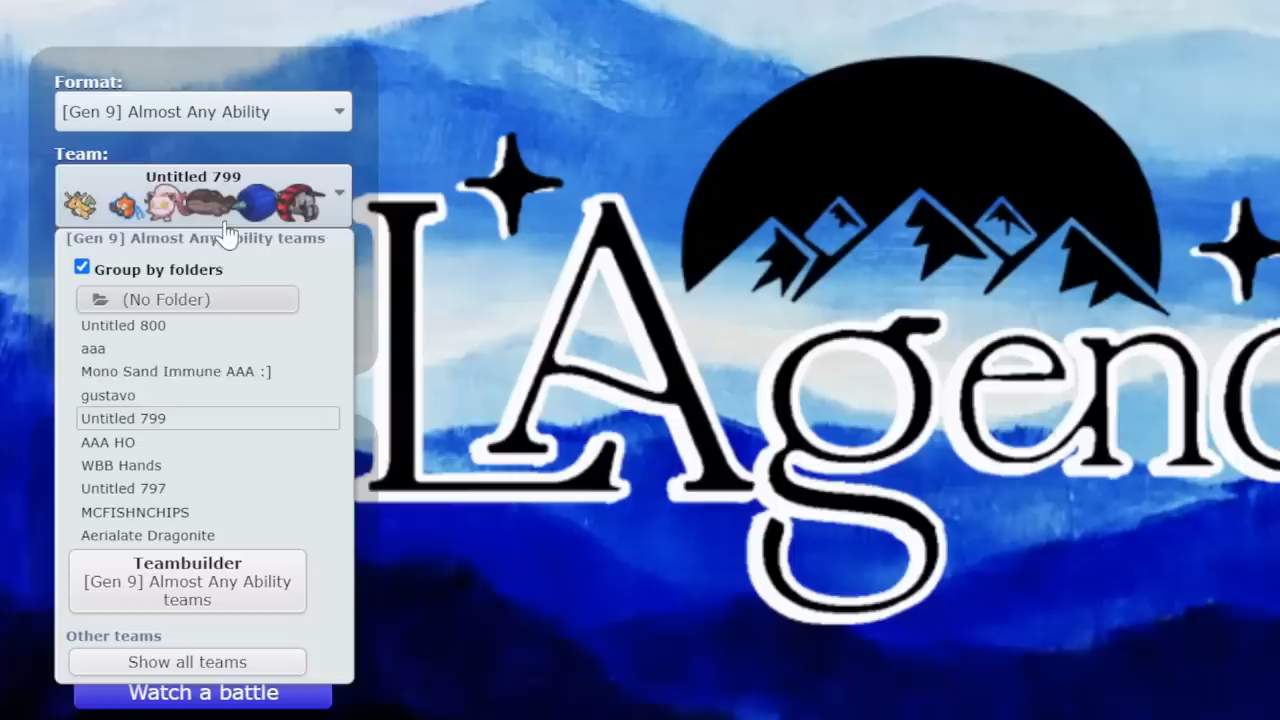 Format:
[Gen 9] Almost Any Ability
Team:
Untitled 799
[Gen 9] Almost Any Ability teams
Group by folders
(No Folder)
Untitled 800
aaa
Mono Sand Immune AAA :]
gustavo
Untitled 799
AAA HO
WBB Hands
Untitled 797
MCFISHNCHIPS
Aerialate Dragonite
Teambuilder
[Gen 9] Almost Any Ability
teams
Other teams
Show all teams
Watch a battle
LAgen